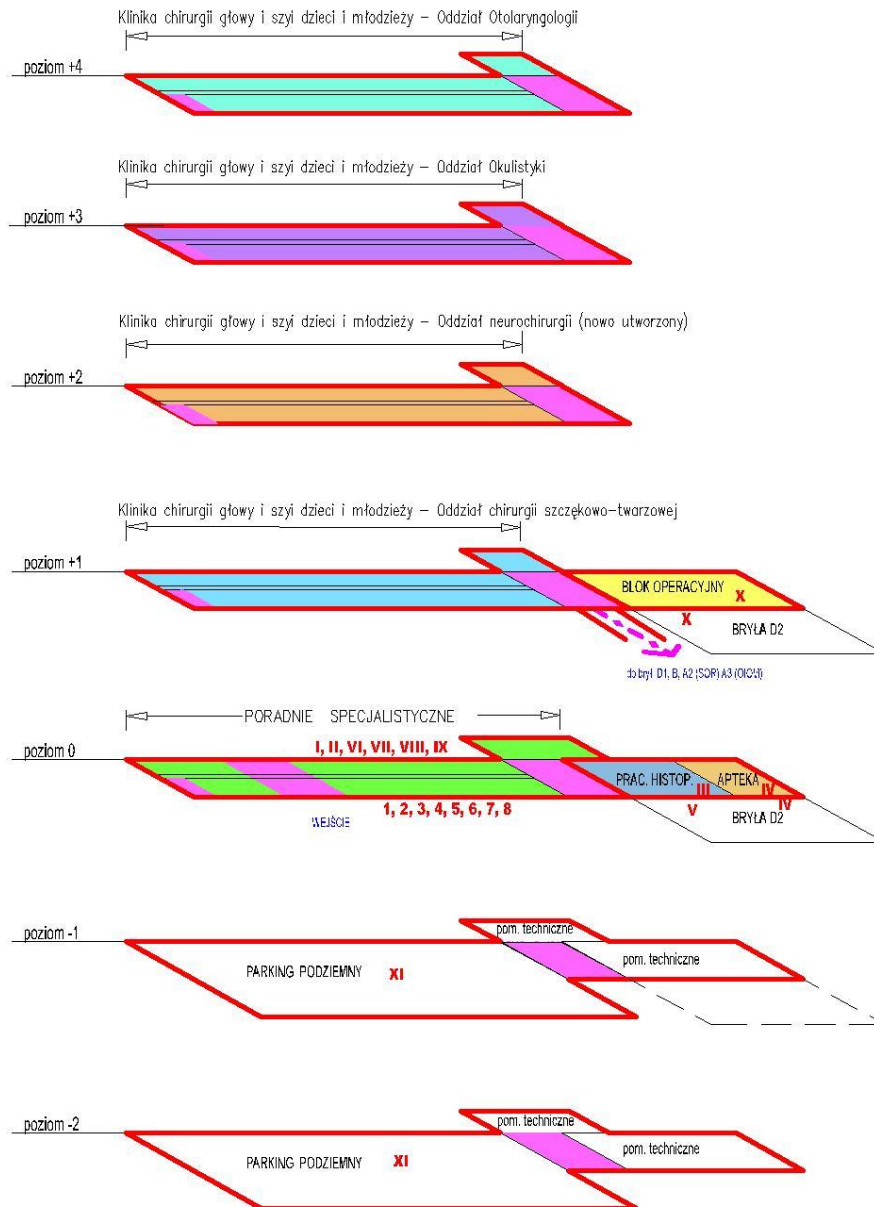 Klinika chirurgii głowy i szyi dzieci i młodzieży – Oddział Otolaryngologii
poziom +4
Klinika chirurgii głowy i szyi dzieci i młodzieży – Oddział Okulistyki
poziom +3
Klinika chirurgii głowy i szyi dzieci i młodzieży – Oddział neurochirurgii (nowo utworzony)
poziom +2
Klinika chirurgii głowy i szyi dzieci i młodzieży – Oddział chirurgii szczękowo-twarzowej
poziom +1
BLOK OPERACYJNY
X
X
BRYŁA D2
do brył D1, B, A2 (SOR) A3 (OIOM)
PORADNIE SPECJALISTYCZNE
poziom 0
I, II, VI, VII, VIII, IX
PRAC. HISTOP.
III
APTEKA
IV
IV
V
1, 2, 3, 4, 5, 6, 7, 8
WEJŚCIE
BRYŁA D2
poziom -1
pom. techniczne
PARKING PODZIEMNY XI
pom. techniczne
poziom -2
pom. techniczne
PARKING PODZIEMNY XI
pom. techniczne